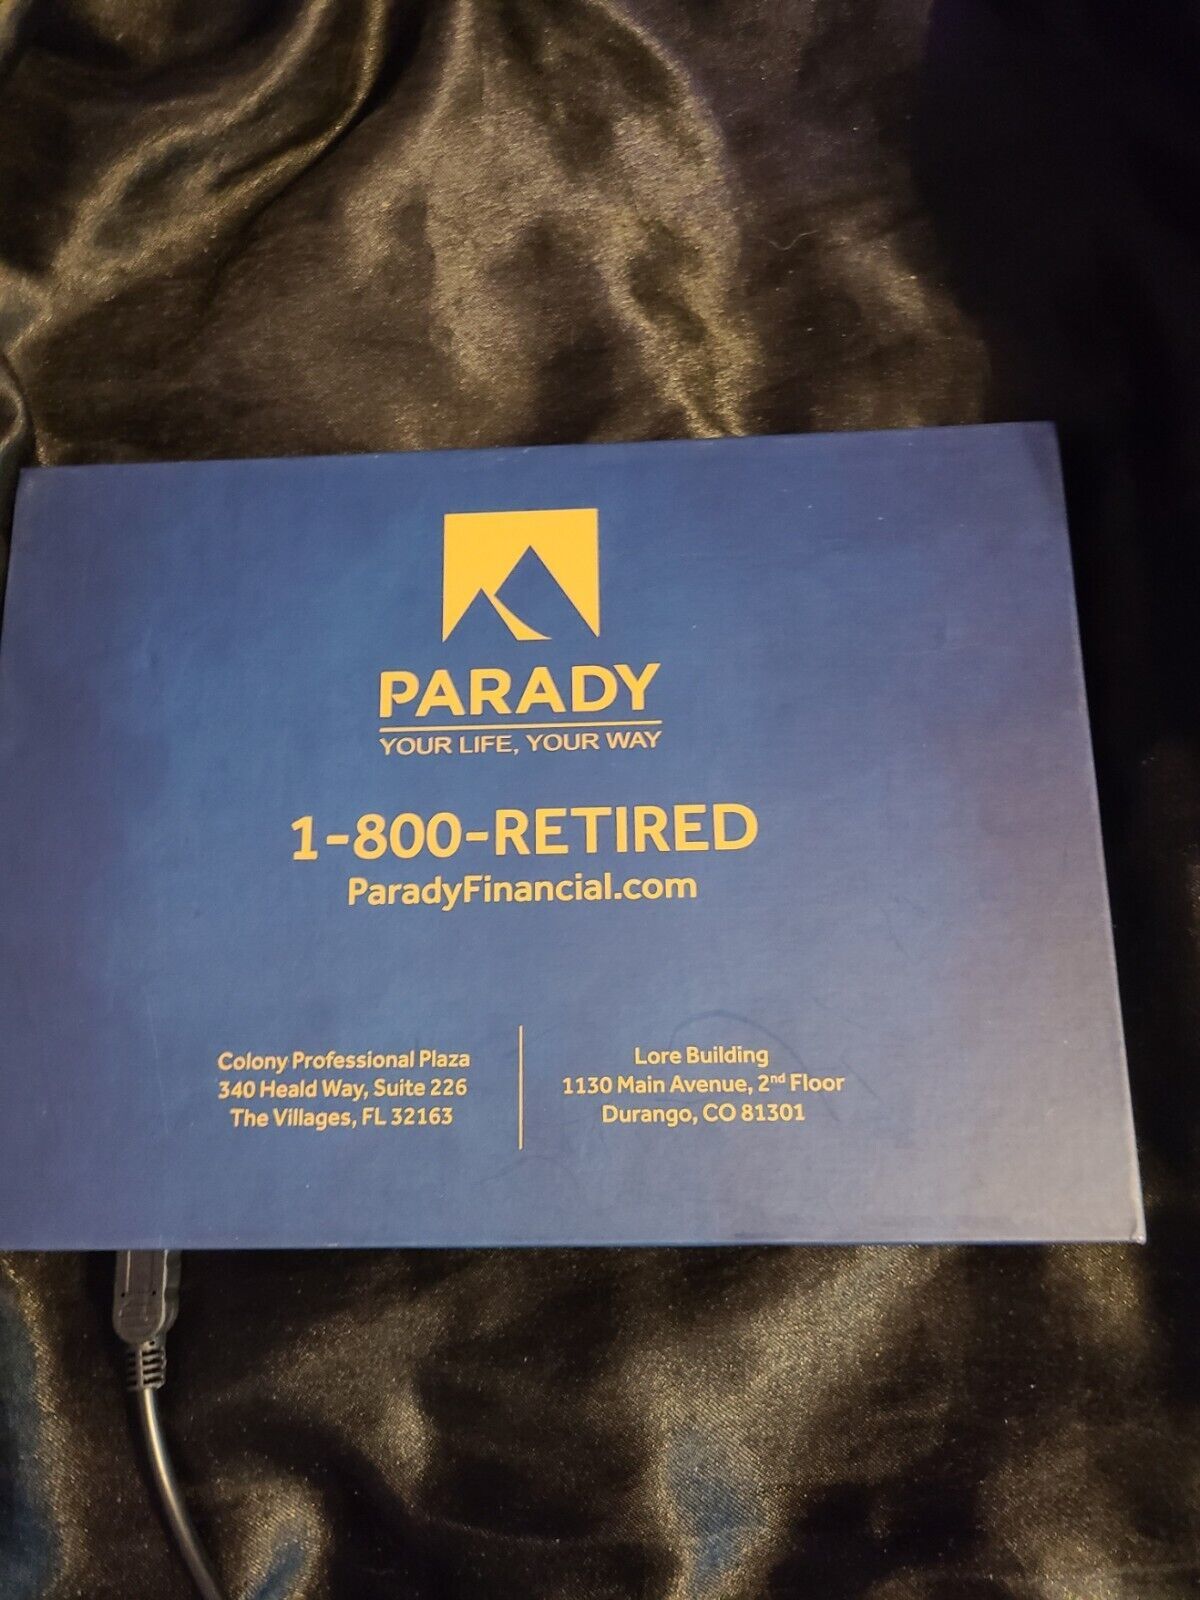 PARADY
YOUR LIFE, YOUR WAY
1-800-RETIRED
ParadyFinancial.com
Colony Professional Plaza
340 Heald Way, Suite 226
The Villages, FL 32163
Lore Building
1130 Main Avenue, 2nd Floor
Durango, CO 81301